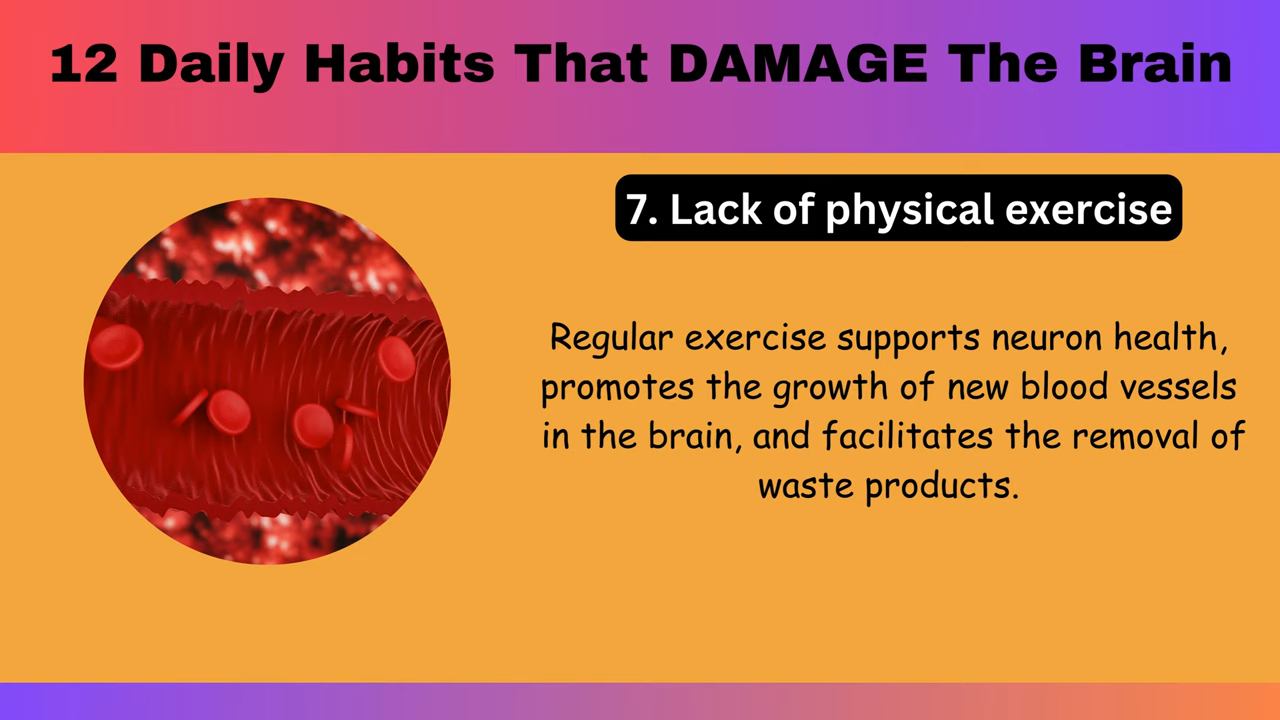 12 Daily Habits That DAMAGE The Brain
7. Lack of physical exercise
Regular exercise supports neuron health,
promotes the growth of new blood vessels
in the brain, and facilitates the removal of
waste products.